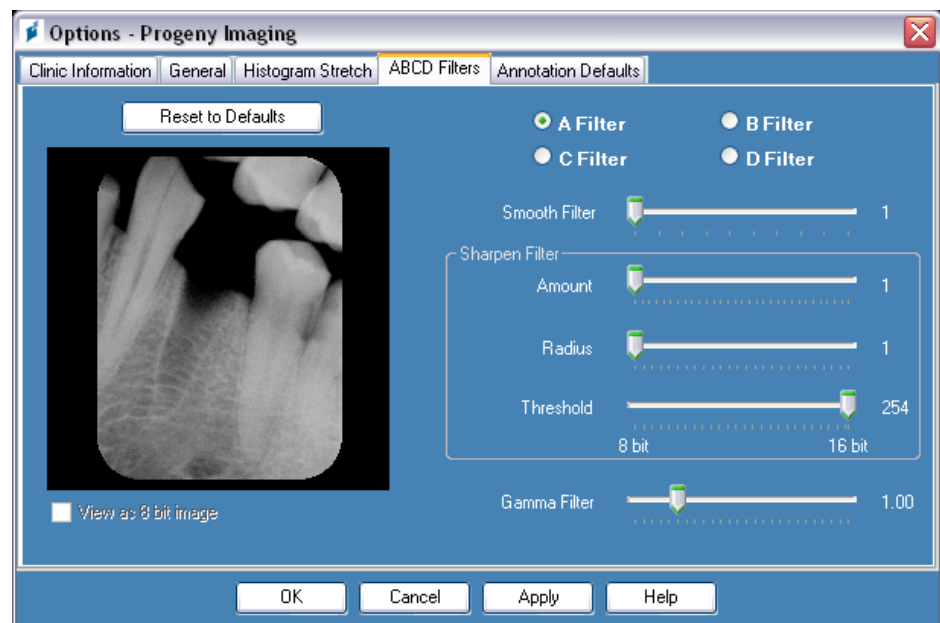 Options - Progeny Imaging
Clinic Information General Histogram Stretch ABCD Filters Annotation Defaults
Reset to Defaults
A Filter B Filter
C Filter D Filter
Smooth Filter 1
Sharpen Filter
Amount 1
Radius 1
Threshold 254
8 bit 16 bit
View as 8 bit image
Gamma Filter 1.00
OK Cancel Apply Help